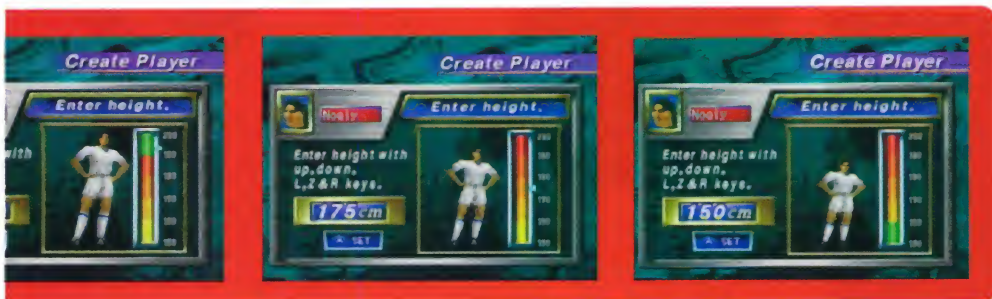 Create Player
Enter height.
with
Create Player
Enter height.
Enter height with
up,down,
L,Z & R keys.
175cm
A SET
Create Player
Enter height.
Enter height with
up,down,
L,Z & R keys.
150cm
A SET